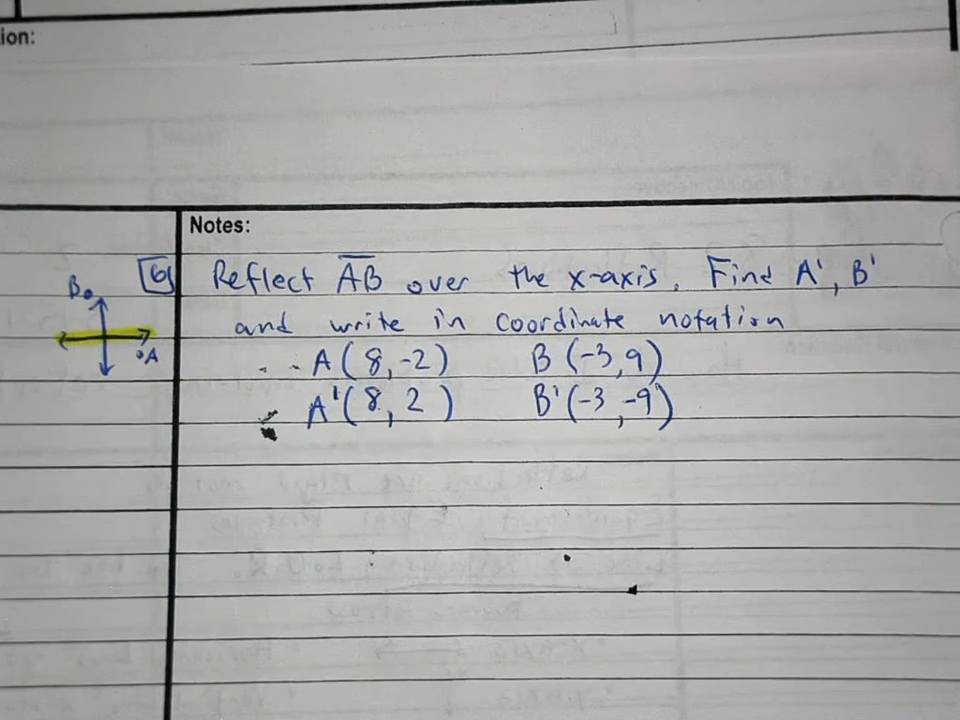 ion:
Notes:
6 Reflect AB over the x-axis. Find A', B'
and write in coordinate notation
A(8,-2) B(-3,9)
A'(8,2) B'(-3,-9)
B
A